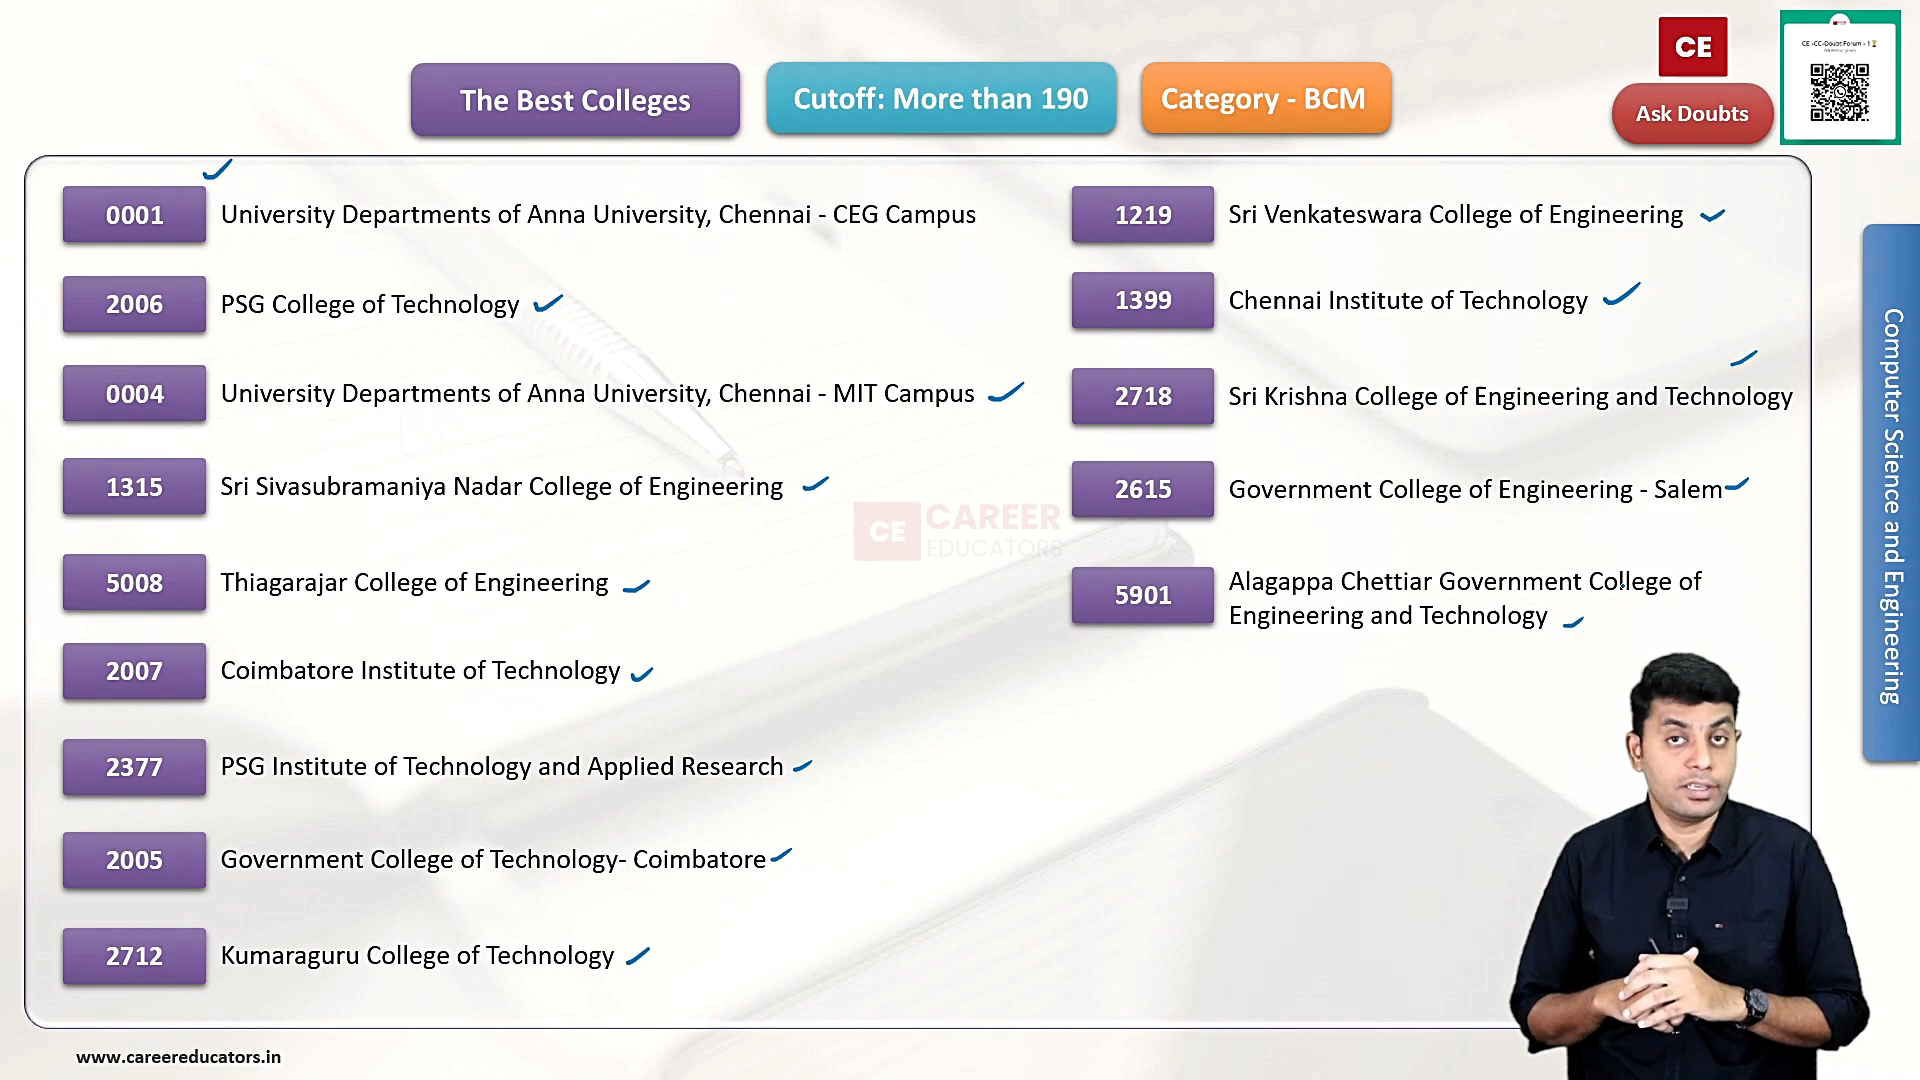 The Best Colleges
Cutoff: More than 190
Category - BCM
CE
Ask Doubts
CE -CC-Doubt Forum - 1
0001 University Departments of Anna University, Chennai - CEG Campus
2006 PSG College of Technology
0004 University Departments of Anna University, Chennai - MIT Campus
1315 Sri Sivasubramaniya Nadar College of Engineering
5008 Thiagarajar College of Engineering
2007 Coimbatore Institute of Technology
2377 PSG Institute of Technology and Applied Research
2005 Government College of Technology- Coimbatore
2712 Kumaraguru College of Technology
1219 Sri Venkateswara College of Engineering
1399 Chennai Institute of Technology
2718 Sri Krishna College of Engineering and Technology
2615 Government College of Engineering - Salem
5901 Alagappa Chettiar Government College of
Engineering and Technology
CE CAREER
EDUCATORS
Computer Science and Engineering
www.careereducators.in